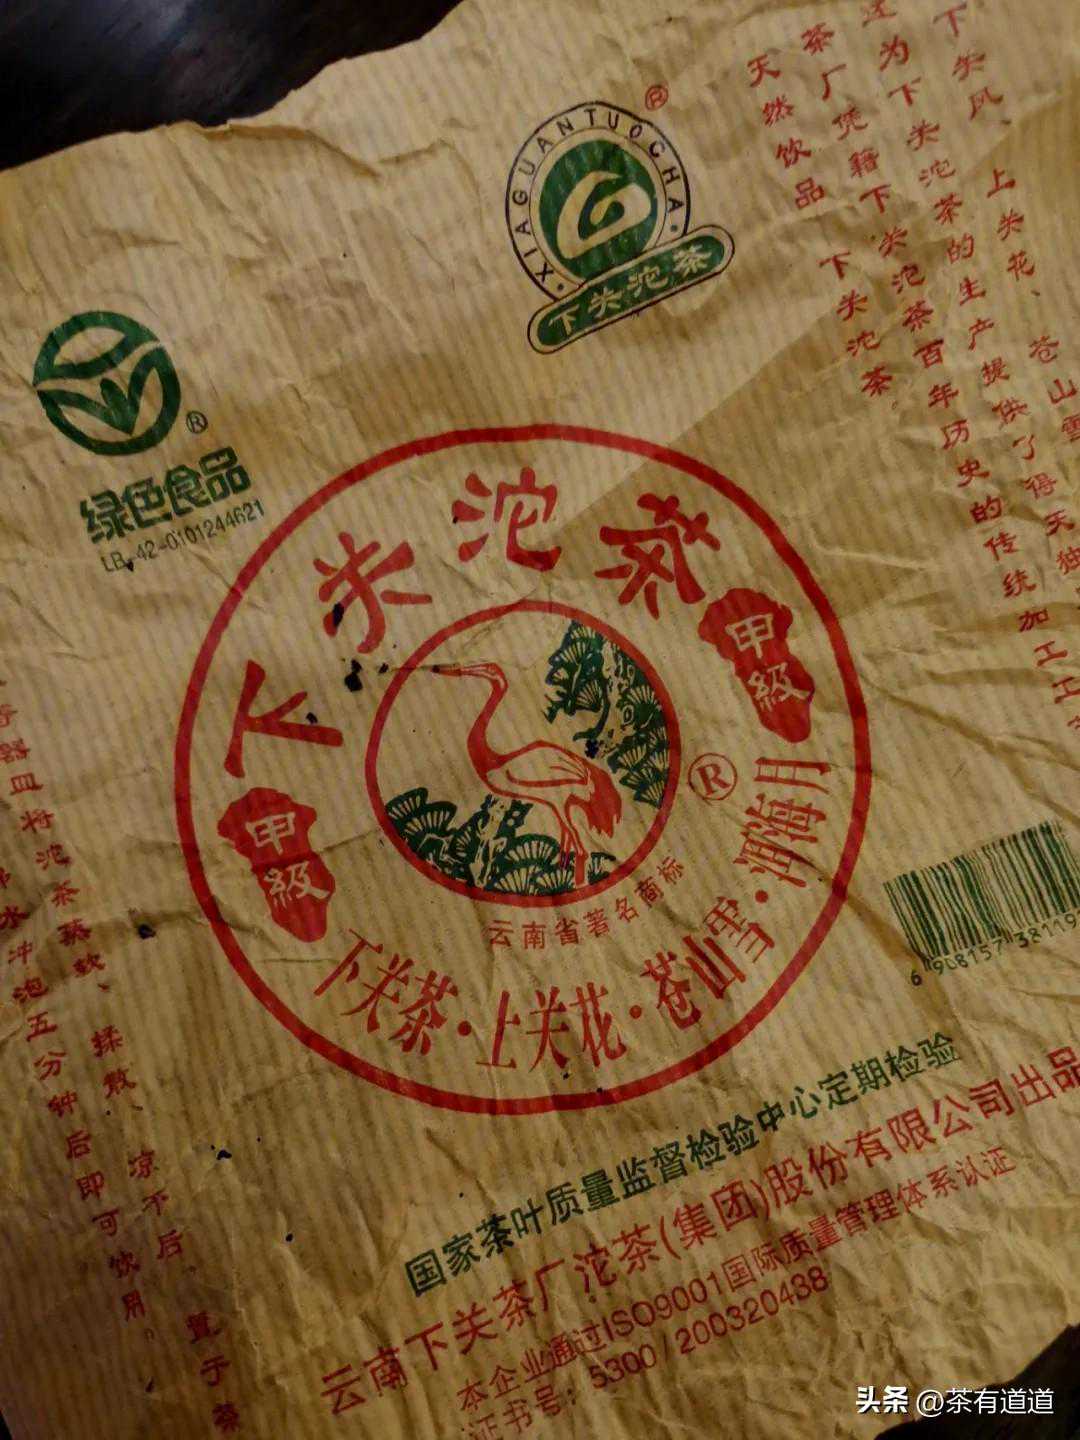 XIAGUAN TUOCHA
®
下关沱茶
®
绿色食品
LB-42-0101244621
下关沱茶
甲級
甲級
®
云南省著名商标
下关茶·上关花·苍山雪·洱海月
下关风、上关花、苍山雪
为下关沱茶的生产提供了得天独
茶厂凭籍下关沱茶百年历史的传统加工
天然饮品 下关沱茶
且将沱茶蒸软、揉散,凉
后,置于茶
水冲泡五分钟后即可饮用。
6 908157 38119
国家茶叶质量监督检验中心定期检验
云南下关茶厂沱茶(集团)股份有限公司出品
本企业通过ISO9001国际质量管理体系认证
证书号:5300/200320438
头条 @茶有道道